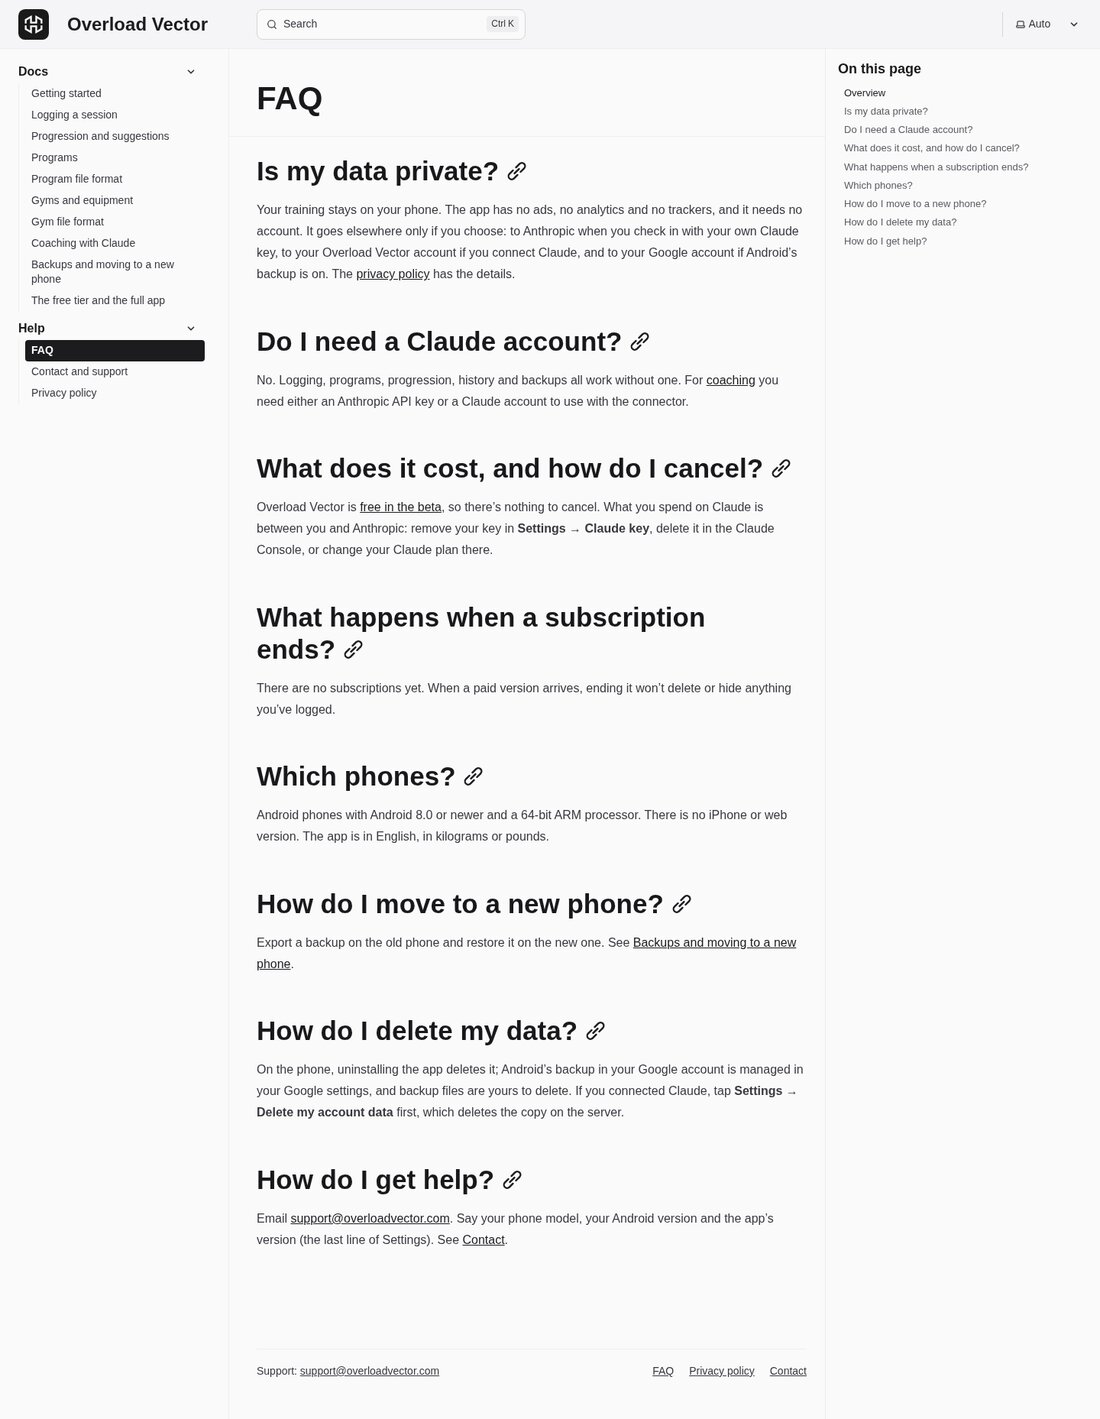 Overload Vector
Search
Ctrl K
Auto
Docs
Getting started
Logging a session
Progression and suggestions
Programs
Program file format
Gyms and equipment
Gym file format
Coaching with Claude
Backups and moving to a new
phone
The free tier and the full app
Help
FAQ
Contact and support
Privacy policy
FAQ
Is my data private?
Your training stays on your phone. The app has no ads, no analytics and no trackers, and it needs no
account. It goes elsewhere only if you choose: to Anthropic when you check in with your own Claude
key, to your Overload Vector account if you connect Claude, and to your Google account if Android’s
backup is on. The privacy policy has the details.
Do I need a Claude account?
No. Logging, programs, progression, history and backups all work without one. For coaching you
need either an Anthropic API key or a Claude account to use with the connector.
What does it cost, and how do I cancel?
Overload Vector is free in the beta, so there’s nothing to cancel. What you spend on Claude is
between you and Anthropic: remove your key in Settings → Claude key, delete it in the Claude
Console, or change your Claude plan there.
What happens when a subscription
ends?
There are no subscriptions yet. When a paid version arrives, ending it won’t delete or hide anything
you’ve logged.
Which phones?
Android phones with Android 8.0 or newer and a 64-bit ARM processor. There is no iPhone or web
version. The app is in English, in kilograms or pounds.
How do I move to a new phone?
Export a backup on the old phone and restore it on the new one. See Backups and moving to a new
phone.
How do I delete my data?
On the phone, uninstalling the app deletes it; Android’s backup in your Google account is managed in
your Google settings, and backup files are yours to delete. If you connected Claude, tap Settings →
Delete my account data first, which deletes the copy on the server.
How do I get help?
Email support@overloadvector.com. Say your phone model, your Android version and the app’s
version (the last line of Settings). See Contact.
Support: support@overloadvector.com
FAQ
Privacy policy
Contact
On this page
Overview
Is my data private?
Do I need a Claude account?
What does it cost, and how do I cancel?
What happens when a subscription ends?
Which phones?
How do I move to a new phone?
How do I delete my data?
How do I get help?